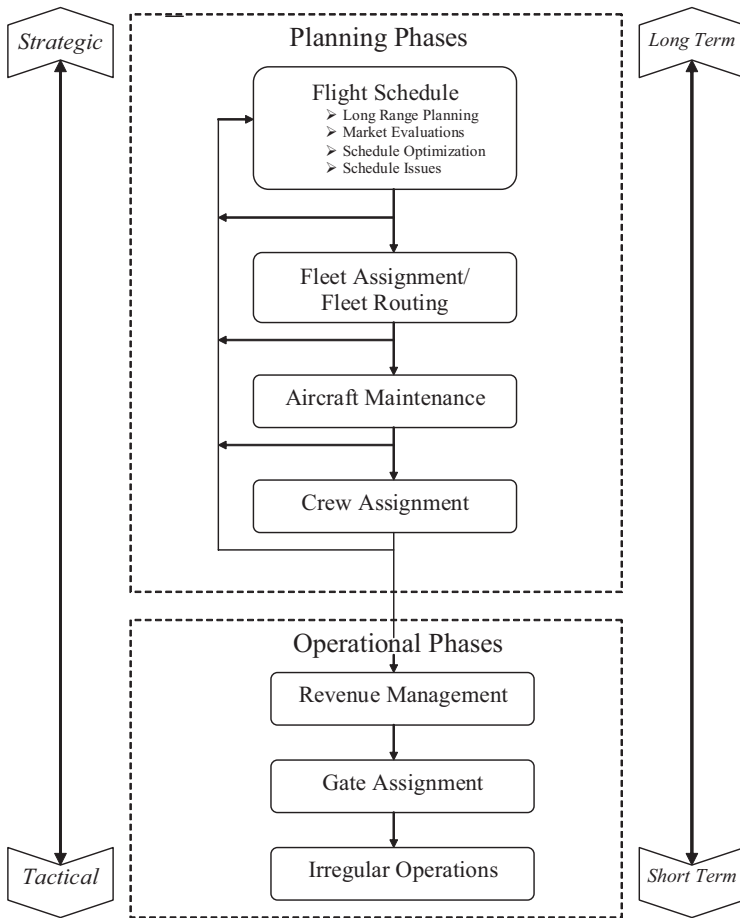 Strategic
Planning Phases
Long Term
Flight Schedule
➢ Long Range Planning
➢ Market Evaluations
➢ Schedule Optimization
➢ Schedule Issues
Fleet Assignment/
Fleet Routing
Aircraft Maintenance
Crew Assignment
Operational Phases
Revenue Management
Gate Assignment
Irregular Operations
Tactical
Short Term